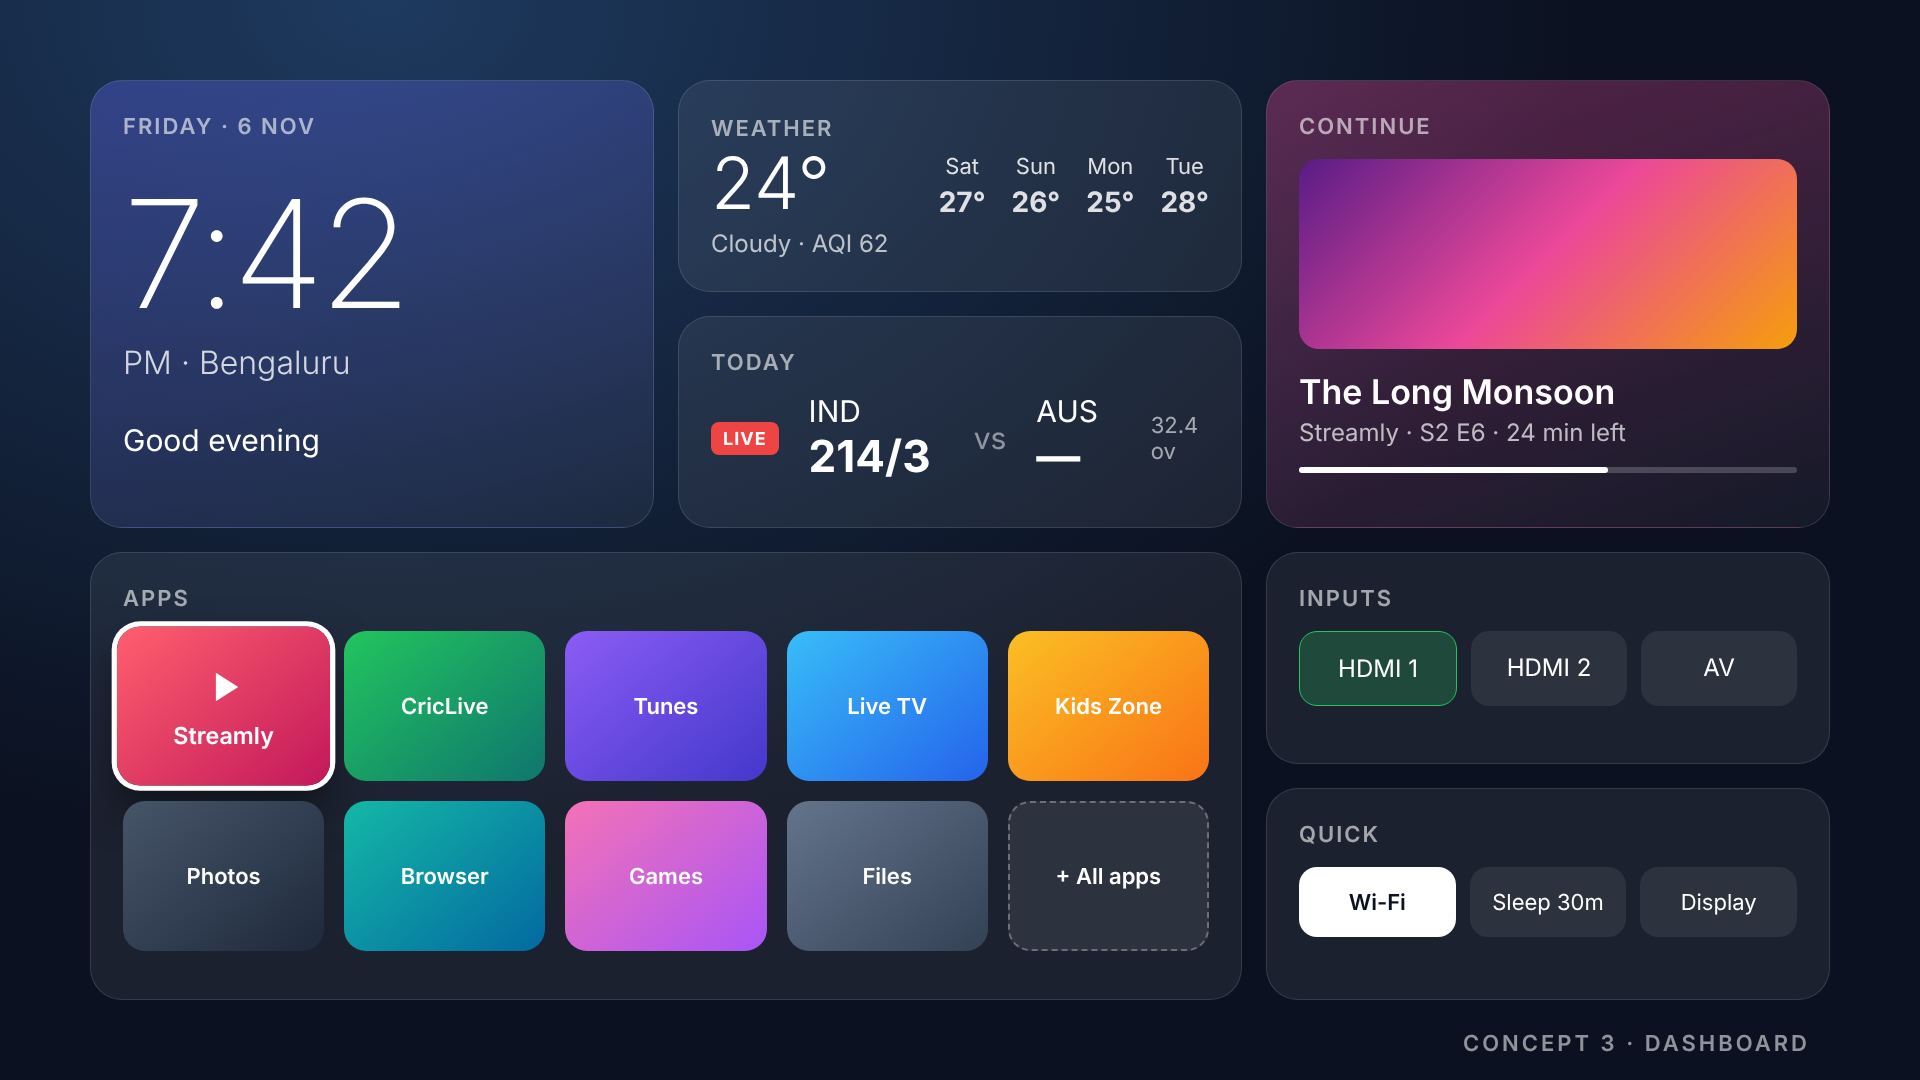 FRIDAY · 6 NOV
7:42
PM · Bengaluru
Good evening
WEATHER
24°
Cloudy · AQI 62
Sat Sun Mon Tue
27° 26° 25° 28°
TODAY
LIVE
IND
214/3
vs
AUS
—
32.4
ov
CONTINUE
The Long Monsoon
Streamly · S2 E6 · 24 min left
APPS
Streamly
CricLive
Tunes
Live TV
Kids Zone
Photos
Browser
Games
Files
+ All apps
INPUTS
HDMI 1
HDMI 2
AV
QUICK
Wi-Fi
Sleep 30m
Display
CONCEPT 3 · DASHBOARD